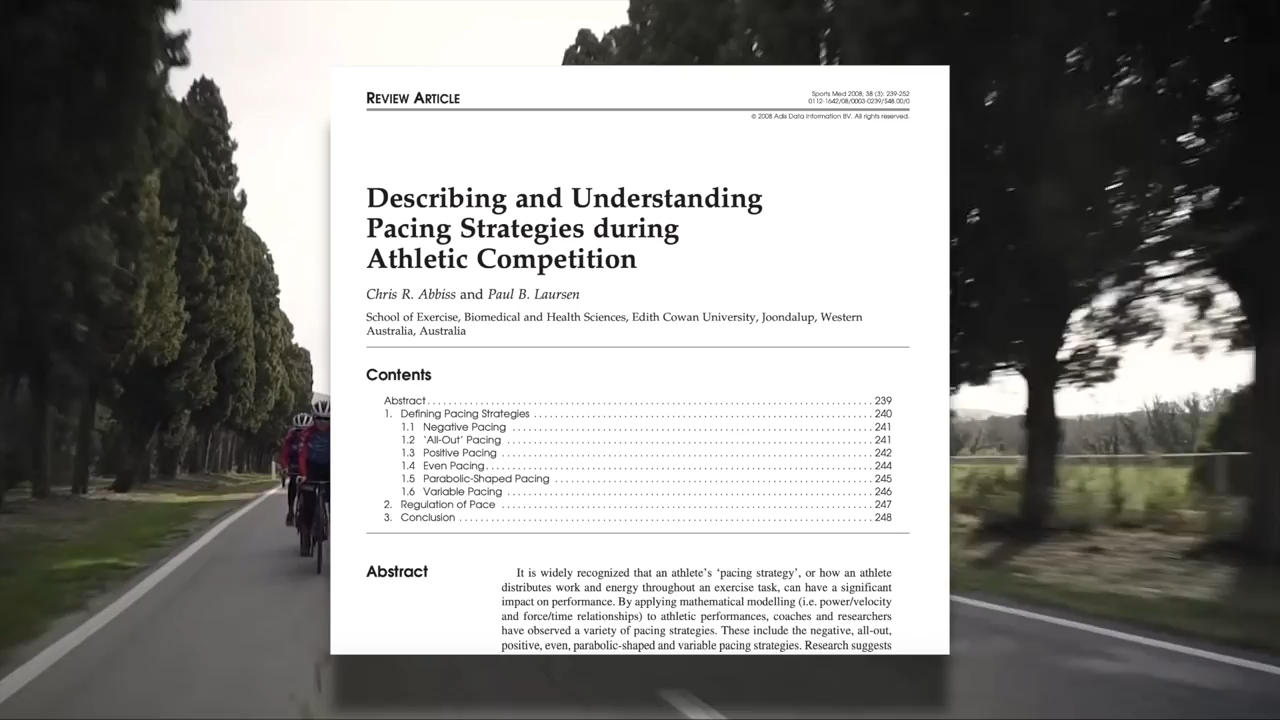 REVIEW ARTICLE
Sports Med 2008; 38 (3): 239-252
0112-1642/08/0003-0239/$48.00/0
© 2008 Adis Data Information BV. All rights reserved.
Describing and Understanding
Pacing Strategies during
Athletic Competition
Chris R. Abbiss and Paul B. Laursen
School of Exercise, Biomedical and Health Sciences, Edith Cowan University, Joondalup, Western
Australia, Australia
Contents
Abstract . . . . . . . . . . 239
1. Defining Pacing Strategies . . . . . . . . . . 240
1.1 Negative Pacing . . . . . . . . . . 241
1.2 ‘All-Out’ Pacing . . . . . . . . . . 241
1.3 Positive Pacing . . . . . . . . . . 242
1.4 Even Pacing . . . . . . . . . . 244
1.5 Parabolic-Shaped Pacing . . . . . . . . . . 245
1.6 Variable Pacing . . . . . . . . . . 246
2. Regulation of Pace . . . . . . . . . . 247
3. Conclusion . . . . . . . . . . 248
Abstract
It is widely recognized that an athlete’s ‘pacing strategy’, or how an athlete
distributes work and energy throughout an exercise task, can have a significant
impact on performance. By applying mathematical modelling (i.e. power/velocity
and force/time relationships) to athletic performances, coaches and researchers
have observed a variety of pacing strategies. These include the negative, all-out,
positive, even, parabolic-shaped and variable pacing strategies. Research suggests